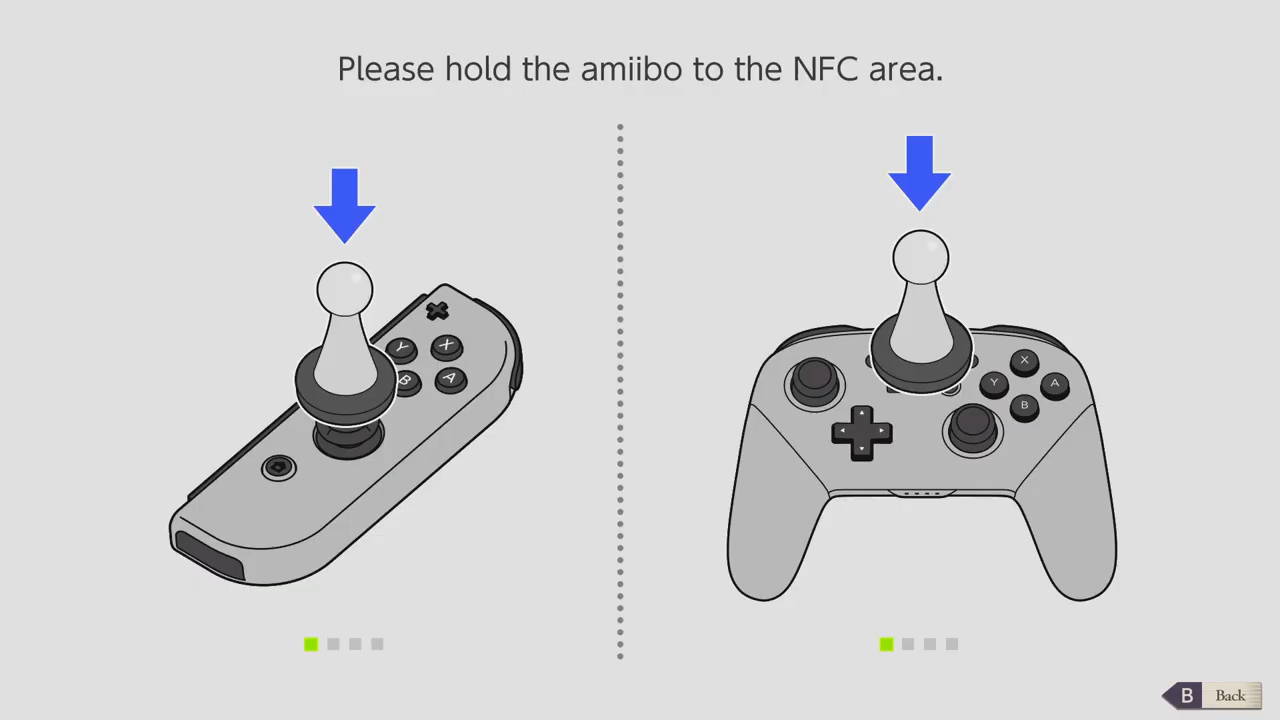 Please hold the amiibo to the NFC area.
Y X
B A
X
Y A
B
B Back